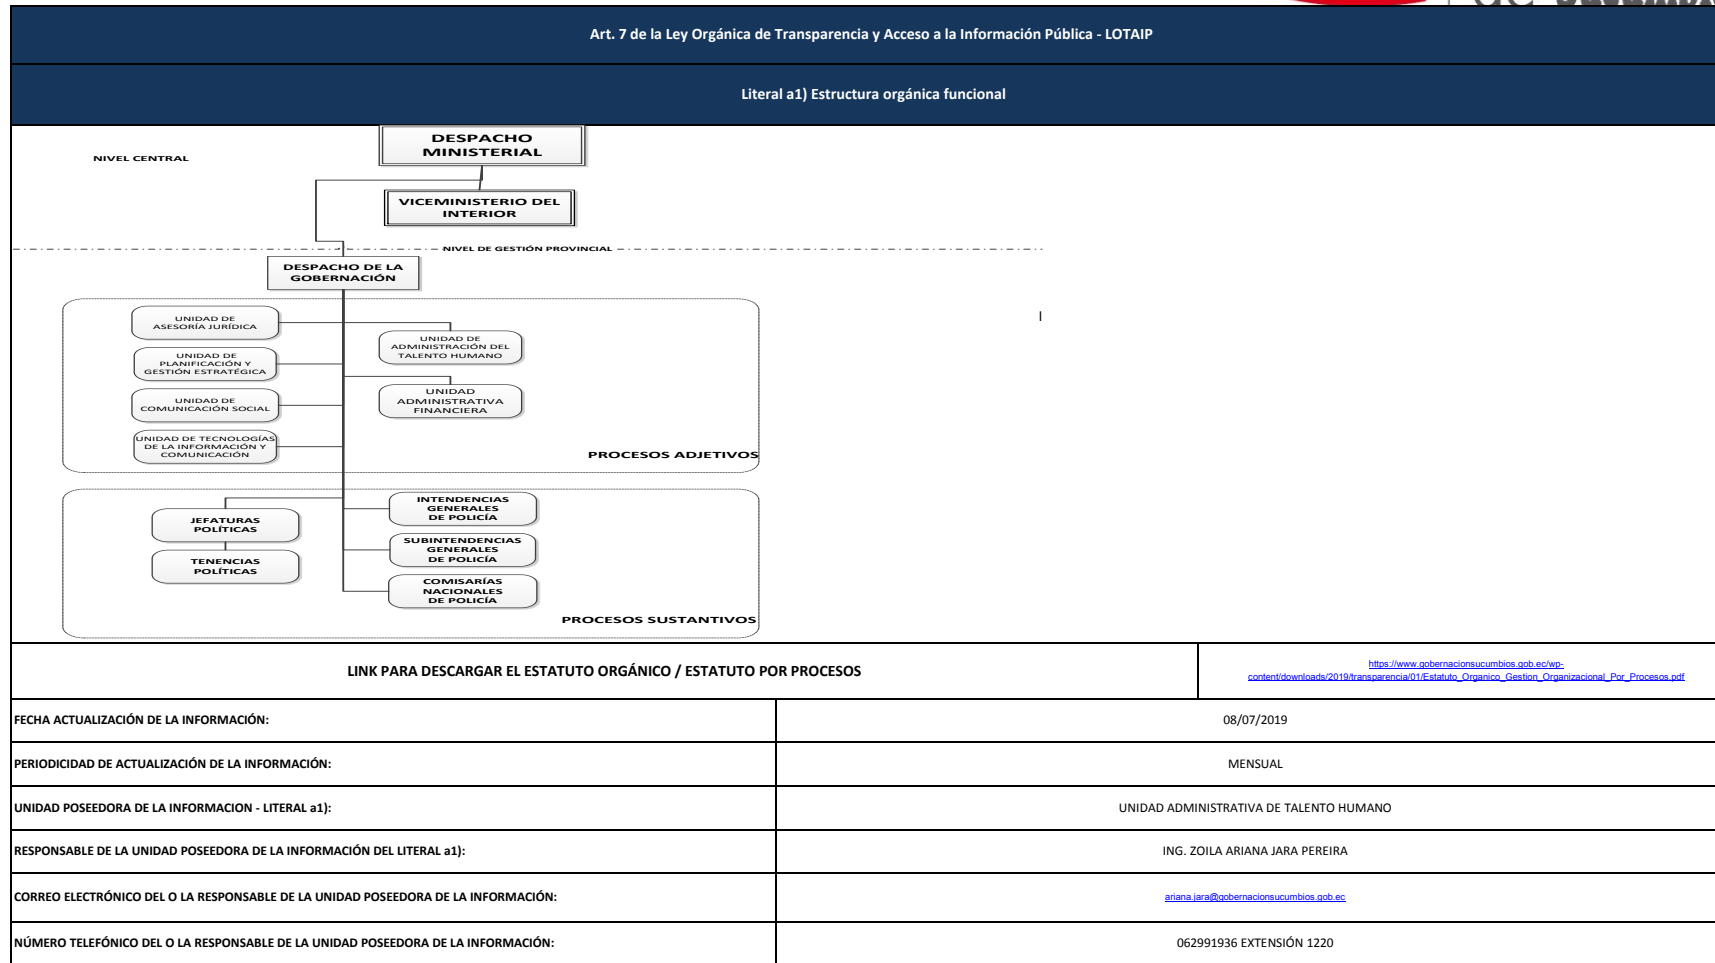 Art. 7 de la Ley Orgánica de Transparencia y Acceso a la Información Pública - LOTAIP
Literal a1) Estructura orgánica funcional
NIVEL CENTRAL
DESPACHO
MINISTERIAL
VICEMINISTERIO DEL
INTERIOR
NIVEL DE GESTIÓN PROVINCIAL
DESPACHO DE LA
GOBERNACIÓN
UNIDAD DE
ASESORÍA JURÍDICA
UNIDAD DE
ADMINISTRACIÓN DEL
TALENTO HUMANO
UNIDAD DE
PLANIFICACIÓN Y
GESTIÓN ESTRATÉGICA
UNIDAD
ADMINISTRATIVA
FINANCIERA
UNIDAD DE
COMUNICACIÓN SOCIAL
UNIDAD DE TECNOLOGÍAS
DE LA INFORMACIÓN Y
COMUNICACIÓN
PROCESOS ADJETIVOS
I
INTENDENCIAS
GENERALES
DE POLICÍA
JEFATURAS
POLÍTICAS
SUBINTENDENCIAS
GENERALES
DE POLICÍA
TENENCIAS
POLÍTICAS
COMISARÍAS
NACIONALES
DE POLICÍA
PROCESOS SUSTANTIVOS
LINK PARA DESCARGAR EL ESTATUTO ORGÁNICO / ESTATUTO POR PROCESOS
https://www.gobernacionsucumbios.gob.ec/wp-
content/downloads/2019/transparencia/01/Estatuto_Organico_Gestion_Organizacional_Por_Procesos.pdf
FECHA ACTUALIZACIÓN DE LA INFORMACIÓN: 08/07/2019
PERIODICIDAD DE ACTUALIZACIÓN DE LA INFORMACIÓN: MENSUAL
UNIDAD POSEEDORA DE LA INFORMACION - LITERAL a1): UNIDAD ADMINISTRATIVA DE TALENTO HUMANO
RESPONSABLE DE LA UNIDAD POSEEDORA DE LA INFORMACIÓN DEL LITERAL a1): ING. ZOILA ARIANA JARA PEREIRA
CORREO ELECTRÓNICO DEL O LA RESPONSABLE DE LA UNIDAD POSEEDORA DE LA INFORMACIÓN: ariana.jara@gobernacionsucumbios.gob.ec
NÚMERO TELEFÓNICO DEL O LA RESPONSABLE DE LA UNIDAD POSEEDORA DE LA INFORMACIÓN: 062991936 EXTENSIÓN 1220